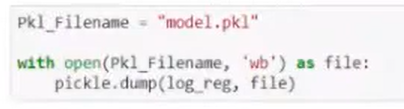 Pkl_Filename = "model.pkl"
with open(Pkl_Filename, 'wb') as file:
    pickle.dump(log_reg, file)